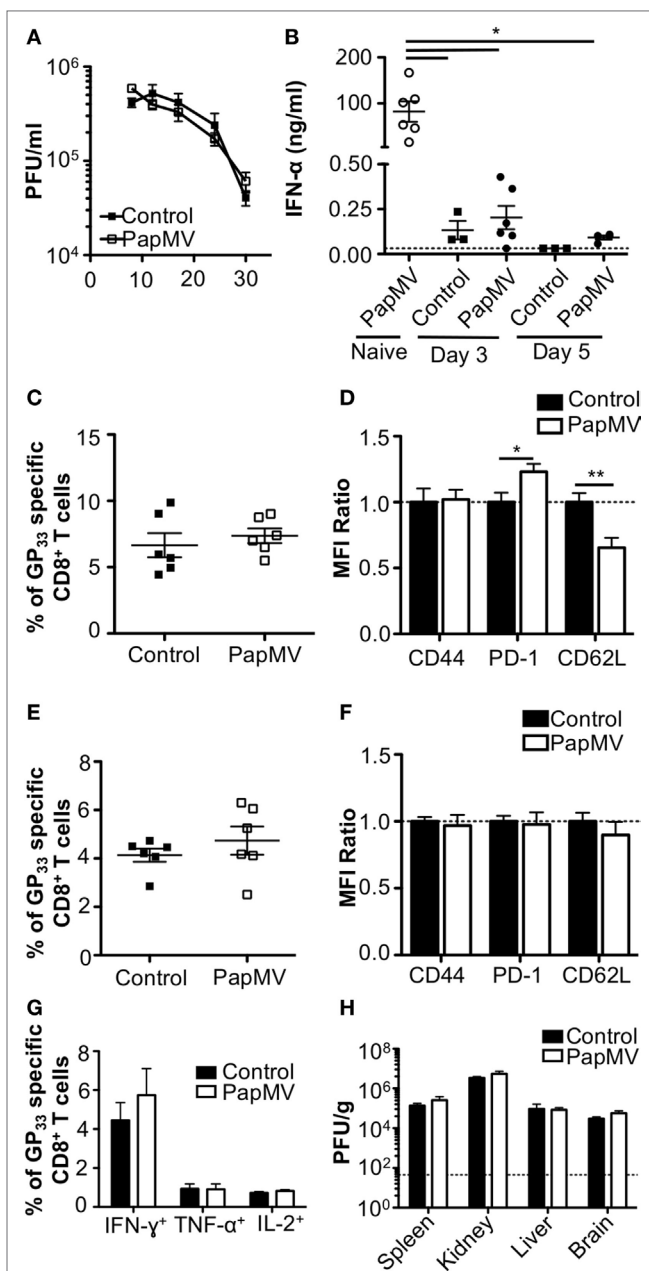 A
PFU/ml
10⁶
10⁵
10⁴
0
10
20
30
Control
PapMV
B
*
IFN-α (ng/ml)
200
100
0
0.50
0.25
0.00
PapMV
Control
PapMV
Control
PapMV
Naive
Day 3
Day 5
C
% of GP₃₃ specific
CD8⁺ T cells
15
10
5
0
Control
PapMV
D
Control
PapMV
MFI Ratio
1.5
1.0
0.5
0.0
*
**
CD44
PD-1
CD62L
E
% of GP₃₃ specific
CD8⁺ T cells
8
6
4
2
0
Control
PapMV
F
Control
PapMV
MFI Ratio
1.5
1.0
0.5
0.0
CD44
PD-1
CD62L
G
% of GP₃₃ specific
CD8⁺ T cells
6
4
2
0
Control
PapMV
IFN-γ⁺
TNF-α⁺
IL-2⁺
H
Control
PapMV
PFU/g
10⁸
10⁶
10⁴
10²
10⁰
Spleen
Kidney
Liver
Brain